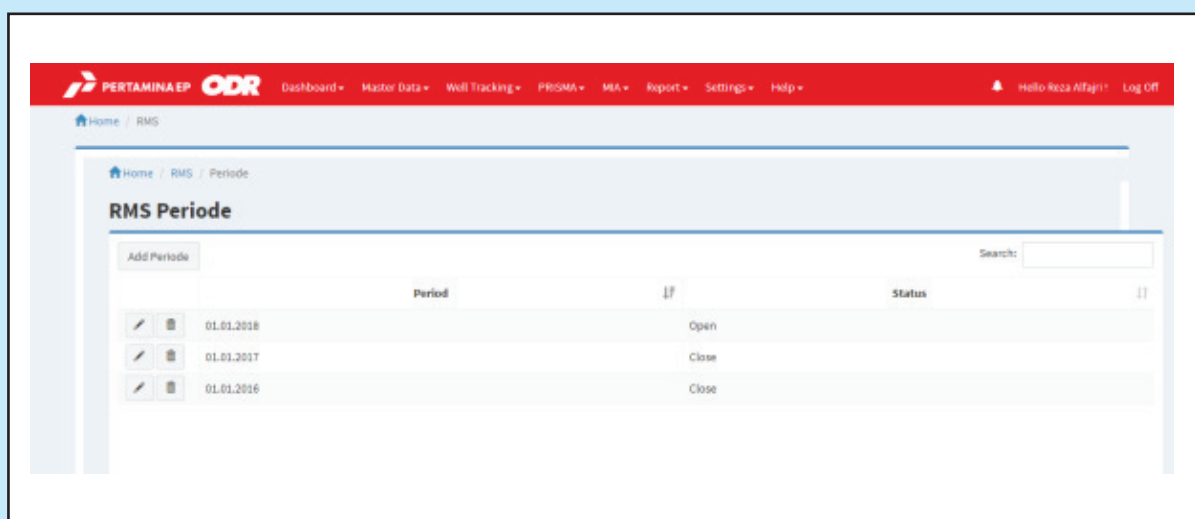 PERTAMINA EP ODR Dashboard Master Data Well Tracking PRISMA MIA Report Settings Help Hello Reza Alfajri! Log Off
Home / RMS
Home / RMS / Periode
RMS Periode
Add Periode Search:
Period Status
01.01.2018 Open
01.01.2017 Close
01.01.2016 Close